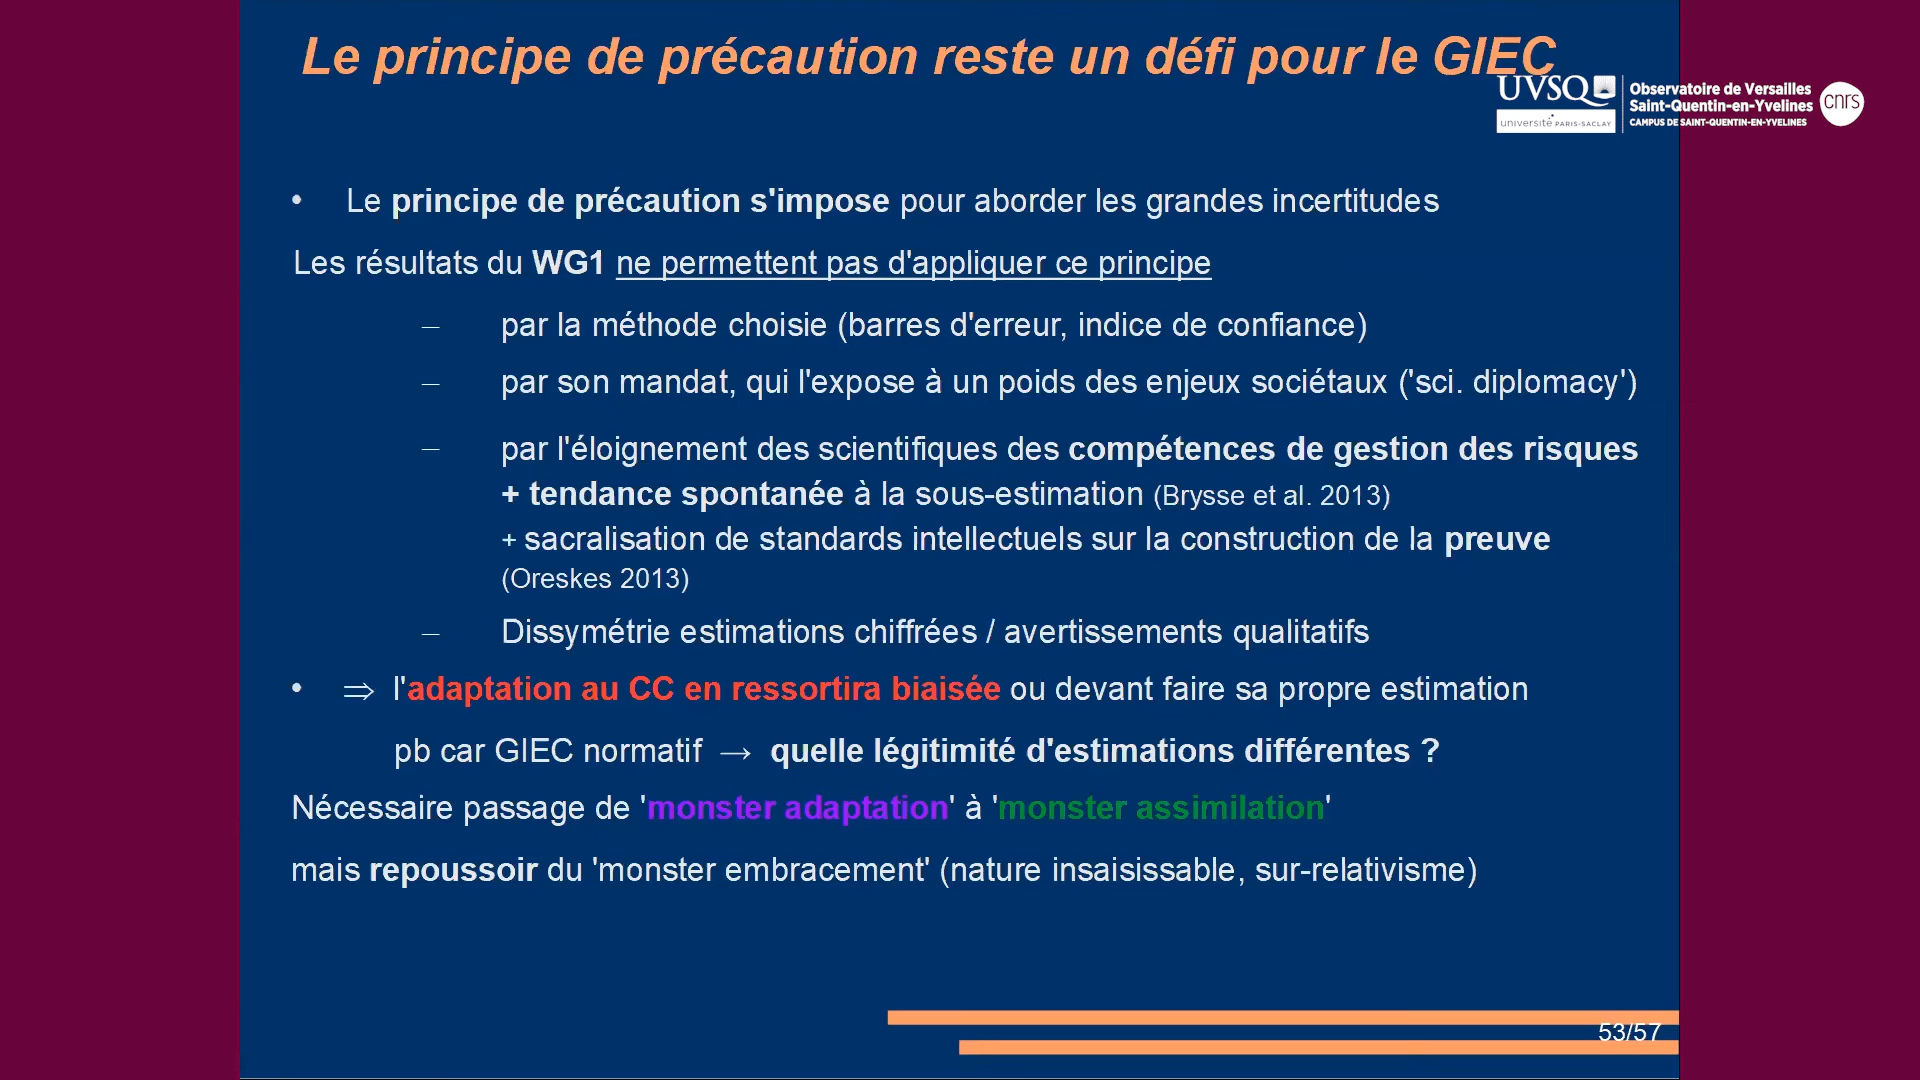 Le principe de précaution reste un défi pour le GIEC
UVSQ
université PARIS-SACLAY
Observatoire de Versailles
Saint-Quentin-en-Yvelines
CAMPUS DE SAINT-QUENTIN-EN-YVELINES
cnrs
• Le principe de précaution s'impose pour aborder les grandes incertitudes
Les résultats du WG1 ne permettent pas d'appliquer ce principe
– par la méthode choisie (barres d'erreur, indice de confiance)
– par son mandat, qui l'expose à un poids des enjeux sociétaux ('sci. diplomacy')
– par l'éloignement des scientifiques des compétences de gestion des risques
+ tendance spontanée à la sous-estimation (Brysse et al. 2013)
+ sacralisation de standards intellectuels sur la construction de la preuve
(Oreskes 2013)
– Dissymétrie estimations chiffrées / avertissements qualitatifs
• ⇒ l'adaptation au CC en ressortira biaisée ou devant faire sa propre estimation
pb car GIEC normatif → quelle légitimité d'estimations différentes ?
Nécessaire passage de 'monster adaptation' à 'monster assimilation'
mais repoussoir du 'monster embracement' (nature insaisissable, sur-relativisme)
53/57